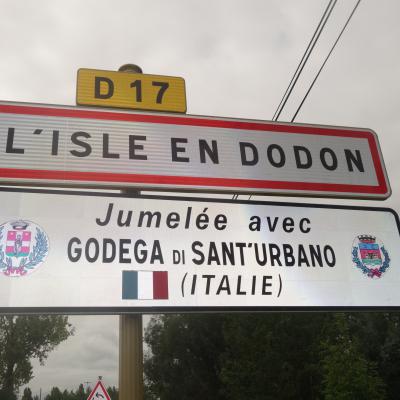 D 17
L'ISLE EN DODON
Jumelée avec
GODEGA DI SANT'URBANO
(ITALIE)